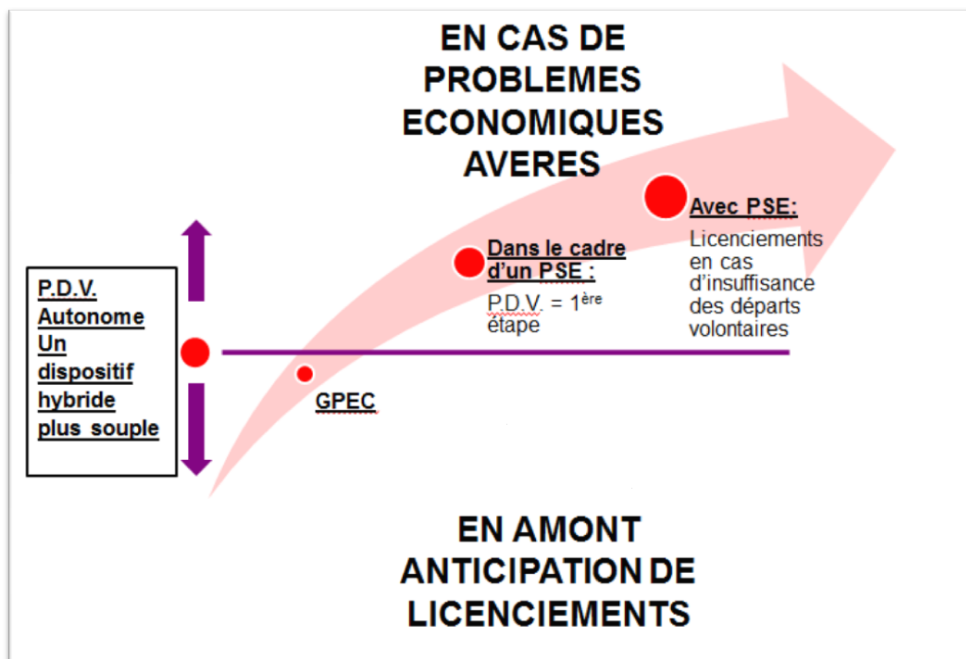 EN CAS DE
PROBLEMES
ECONOMIQUES
AVERES
Avec PSE:
Licenciements
en cas
d'insuffisance
des départs
volontaires
Dans le cadre
d'un PSE :
P.D.V. = 1ère
étape
P.D.V.
Autonome
Un
dispositif
hybride
plus souple
GPEC
EN AMONT
ANTICIPATION DE
LICENCIEMENTS